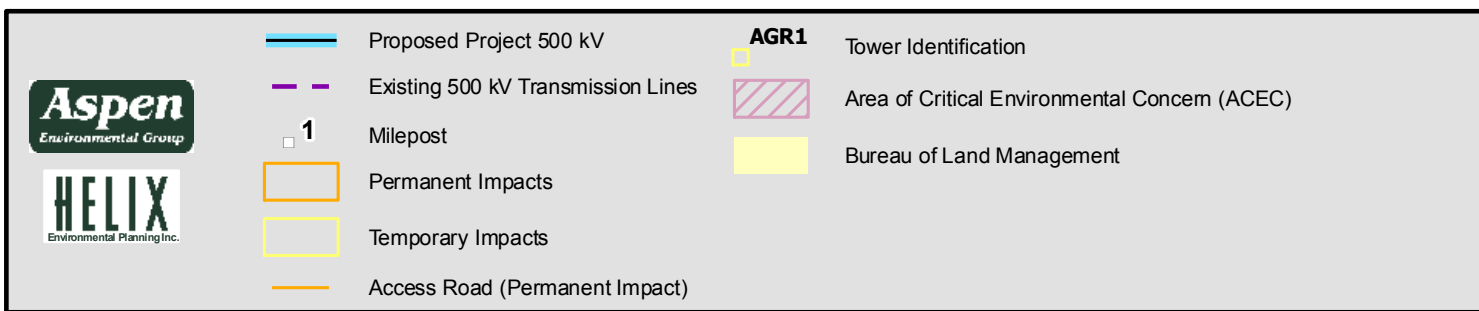 Aspen
Environmental Group
HELIX
Environmental Planning Inc.
Proposed Project 500 kV
Existing 500 kV Transmission Lines
1 Milepost
Permanent Impacts
Temporary Impacts
Access Road (Permanent Impact)
AGR1 Tower Identification
Area of Critical Environmental Concern (ACEC)
Bureau of Land Management